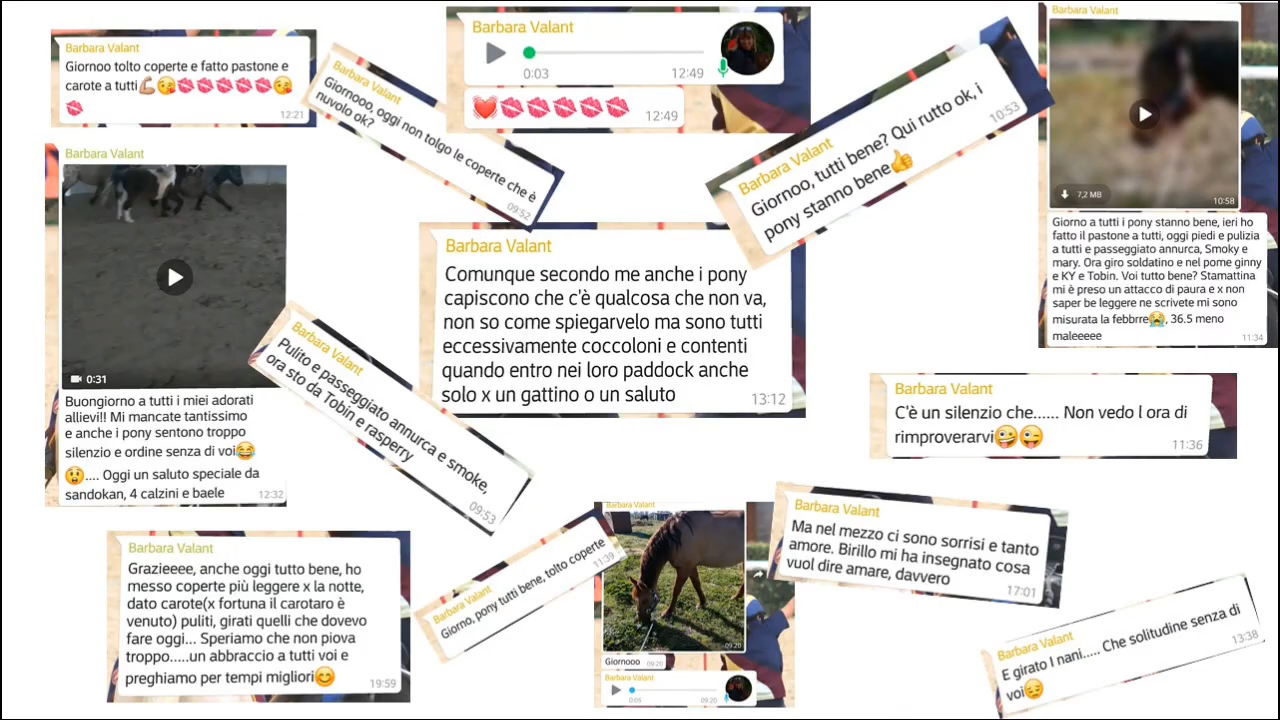 Barbara Valant
Giornoo tolto coperte e fatto pastone e
carote a tutti💪😘💋💋💋💋💋😘
💋
12:21
Barbara Valant
Giornooo, oggi non tolgo le coperte che è
nuvolo ok?
09:52
Barbara Valant
0:03 12:49
💓💋💋💋💋💋 12:49
Barbara Valant
Giornoo, tutti bene? Qui rutto ok, i
pony stanno bene👍
10:53
Barbara Valant
7,2 MB
10:58
Giorno a tutti i pony stanno bene, ieri ho
fatto il pastone a tutti, oggi piedi e pulizia
a tutti e passeggiato annurca, Smoky e
mary. Ora giro soldatino e nel pome ginny
e KY e Tobin. Voi tutto bene? Stamattina
mi è preso un attacco di paura e x non
saper be leggere ne scrivete mi sono
misurata la febbrre😭, 36.5 meno
maleeeee
11:34
Barbara Valant
0:31
Buongiorno a tutti i miei adorati
allievi!! Mi mancate tantissimo
e anche i pony sentono troppo
silenzio e ordine senza di voi😂
😲.... Oggi un saluto speciale da
sandokan, 4 calzini e baele
12:32
Barbara Valant
Comunque secondo me anche i pony
capiscono che c'è qualcosa che non va,
non so come spiegarvelo ma sono tutti
eccessivamente coccoloni e contenti
quando entro nei loro paddock anche
solo x un gattino o un saluto
13:12
Barbara Valant
Pulito e passeggiato annurca e smoke,
ora sto da Tobin e rasperry
09:53
Barbara Valant
C'è un silenzio che...... Non vedo l ora di
rimproverarvi🤪😜
11:36
Barbara Valant
Grazieeee, anche oggi tutto bene, ho
messo coperte più leggere x la notte,
dato carote(x fortuna il carotaro è
venuto) puliti, girati quelli che dovevo
fare oggi... Speriamo che non piova
troppo.....un abbraccio a tutti voi e
preghiamo per tempi migliori😊
19:59
Barbara Valant
Giorno, pony tutti bene, tolto coperte
11:39
Barbara Valant
09:20
Giornooo 09:20
Barbara Valant
0:05 09:20
Barbara Valant
Ma nel mezzo ci sono sorrisi e tanto
amore. Birillo mi ha insegnato cosa
vuol dire amare, davvero
17:01
Barbara Valant
E girato I nani..... Che solitudine senza di
voi😔
13:38